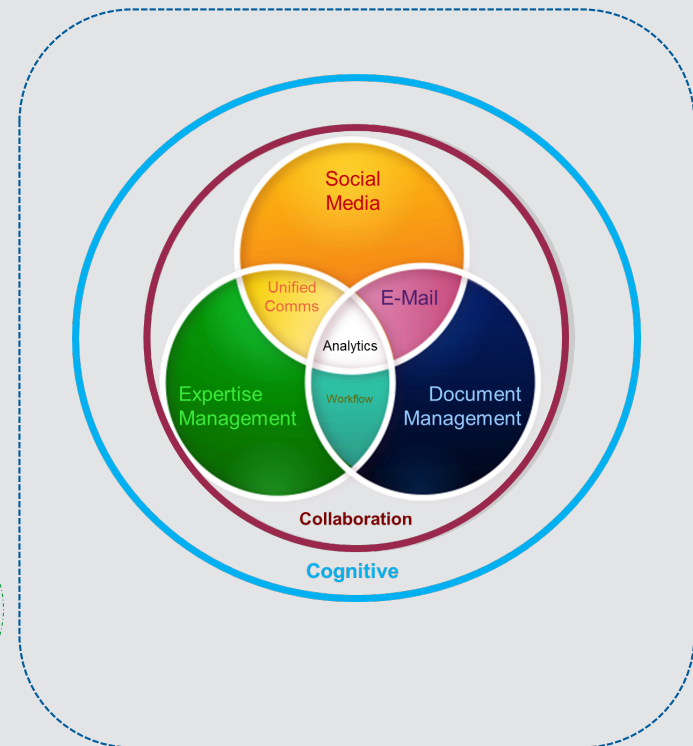 Social
Media
Unified
Comms
E-Mail
Analytics
Expertise
Management
Workflow
Document
Management
Collaboration
Cognitive